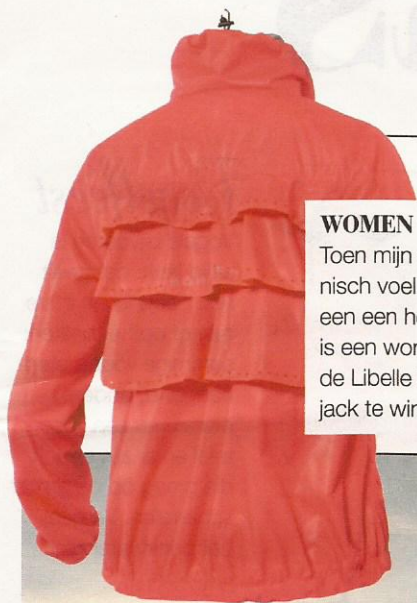 WOMEN
Toen mijn
nisch voel
een een h
is een wor
de Libelle
jack te wir